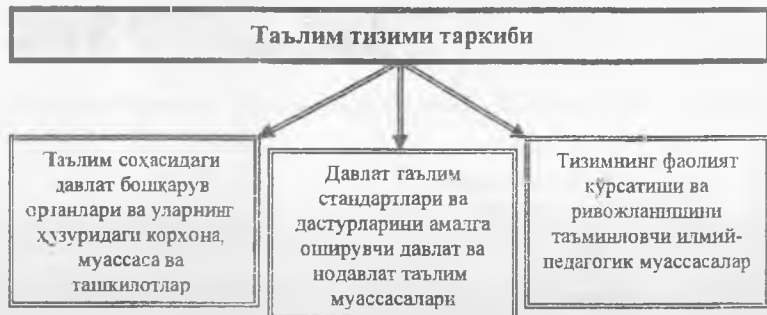 Таълим тизими таркиби
Таълим соҳасидаги
давлат бошқарув
органлари ва уларнинг
ҳузуридаги корхона,
муассаса ва
ташкилотлар
Давлат таълим
стандартлари ва
дастурларини амалга
оширувчи давлат ва
нодавлат таълим
муассасалари
Тизимнинг фаолият
кўрсатиши ва
ривожланишини
таъминловчи илмий-
педагогик муассасалар